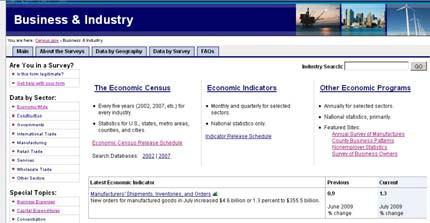 Business & Industry
You are here: Census.gov › Business & Industry
Main
About the Surveys
Data by Geography
Data by Survey
FAQs
Are You in a Survey?
Is this form legitimate?
Get help with your form
Data by Sector:
Economy-Wide
Construction
Governments
International Trade
Manufacturing
Retail Trade
Services
Wholesale Trade
Other Sectors
Special Topics:
Business Expenses
Capital Expenditures
Concentration
Industry Search:
GO
The Economic Census
Every five years (2002, 2007, etc.) for every industry.
Statistics for U.S., states, metro areas, counties, and cities.
Economic Census Release Schedule
Search Databases: 2002 | 2007
Economic Indicators
Monthly and quarterly for selected sectors.
National statistics only.
Indicator Release Schedule
Other Economic Programs
Annually for selected sectors.
National statistics, primarily.
Featured Sites:
Annual Survey of Manufactures
County Business Patterns
Nonemployer Statistics
Survey of Business Owners
Latest Economic Indicator
Previous
Current
Manufacturers' Shipments, Inventories, and Orders
New orders for manufactured goods in July increased $4.6 billion or 1.3 percent to $355.5 billion.
0.9
June 2009
% change
1.3
July 2009
% change